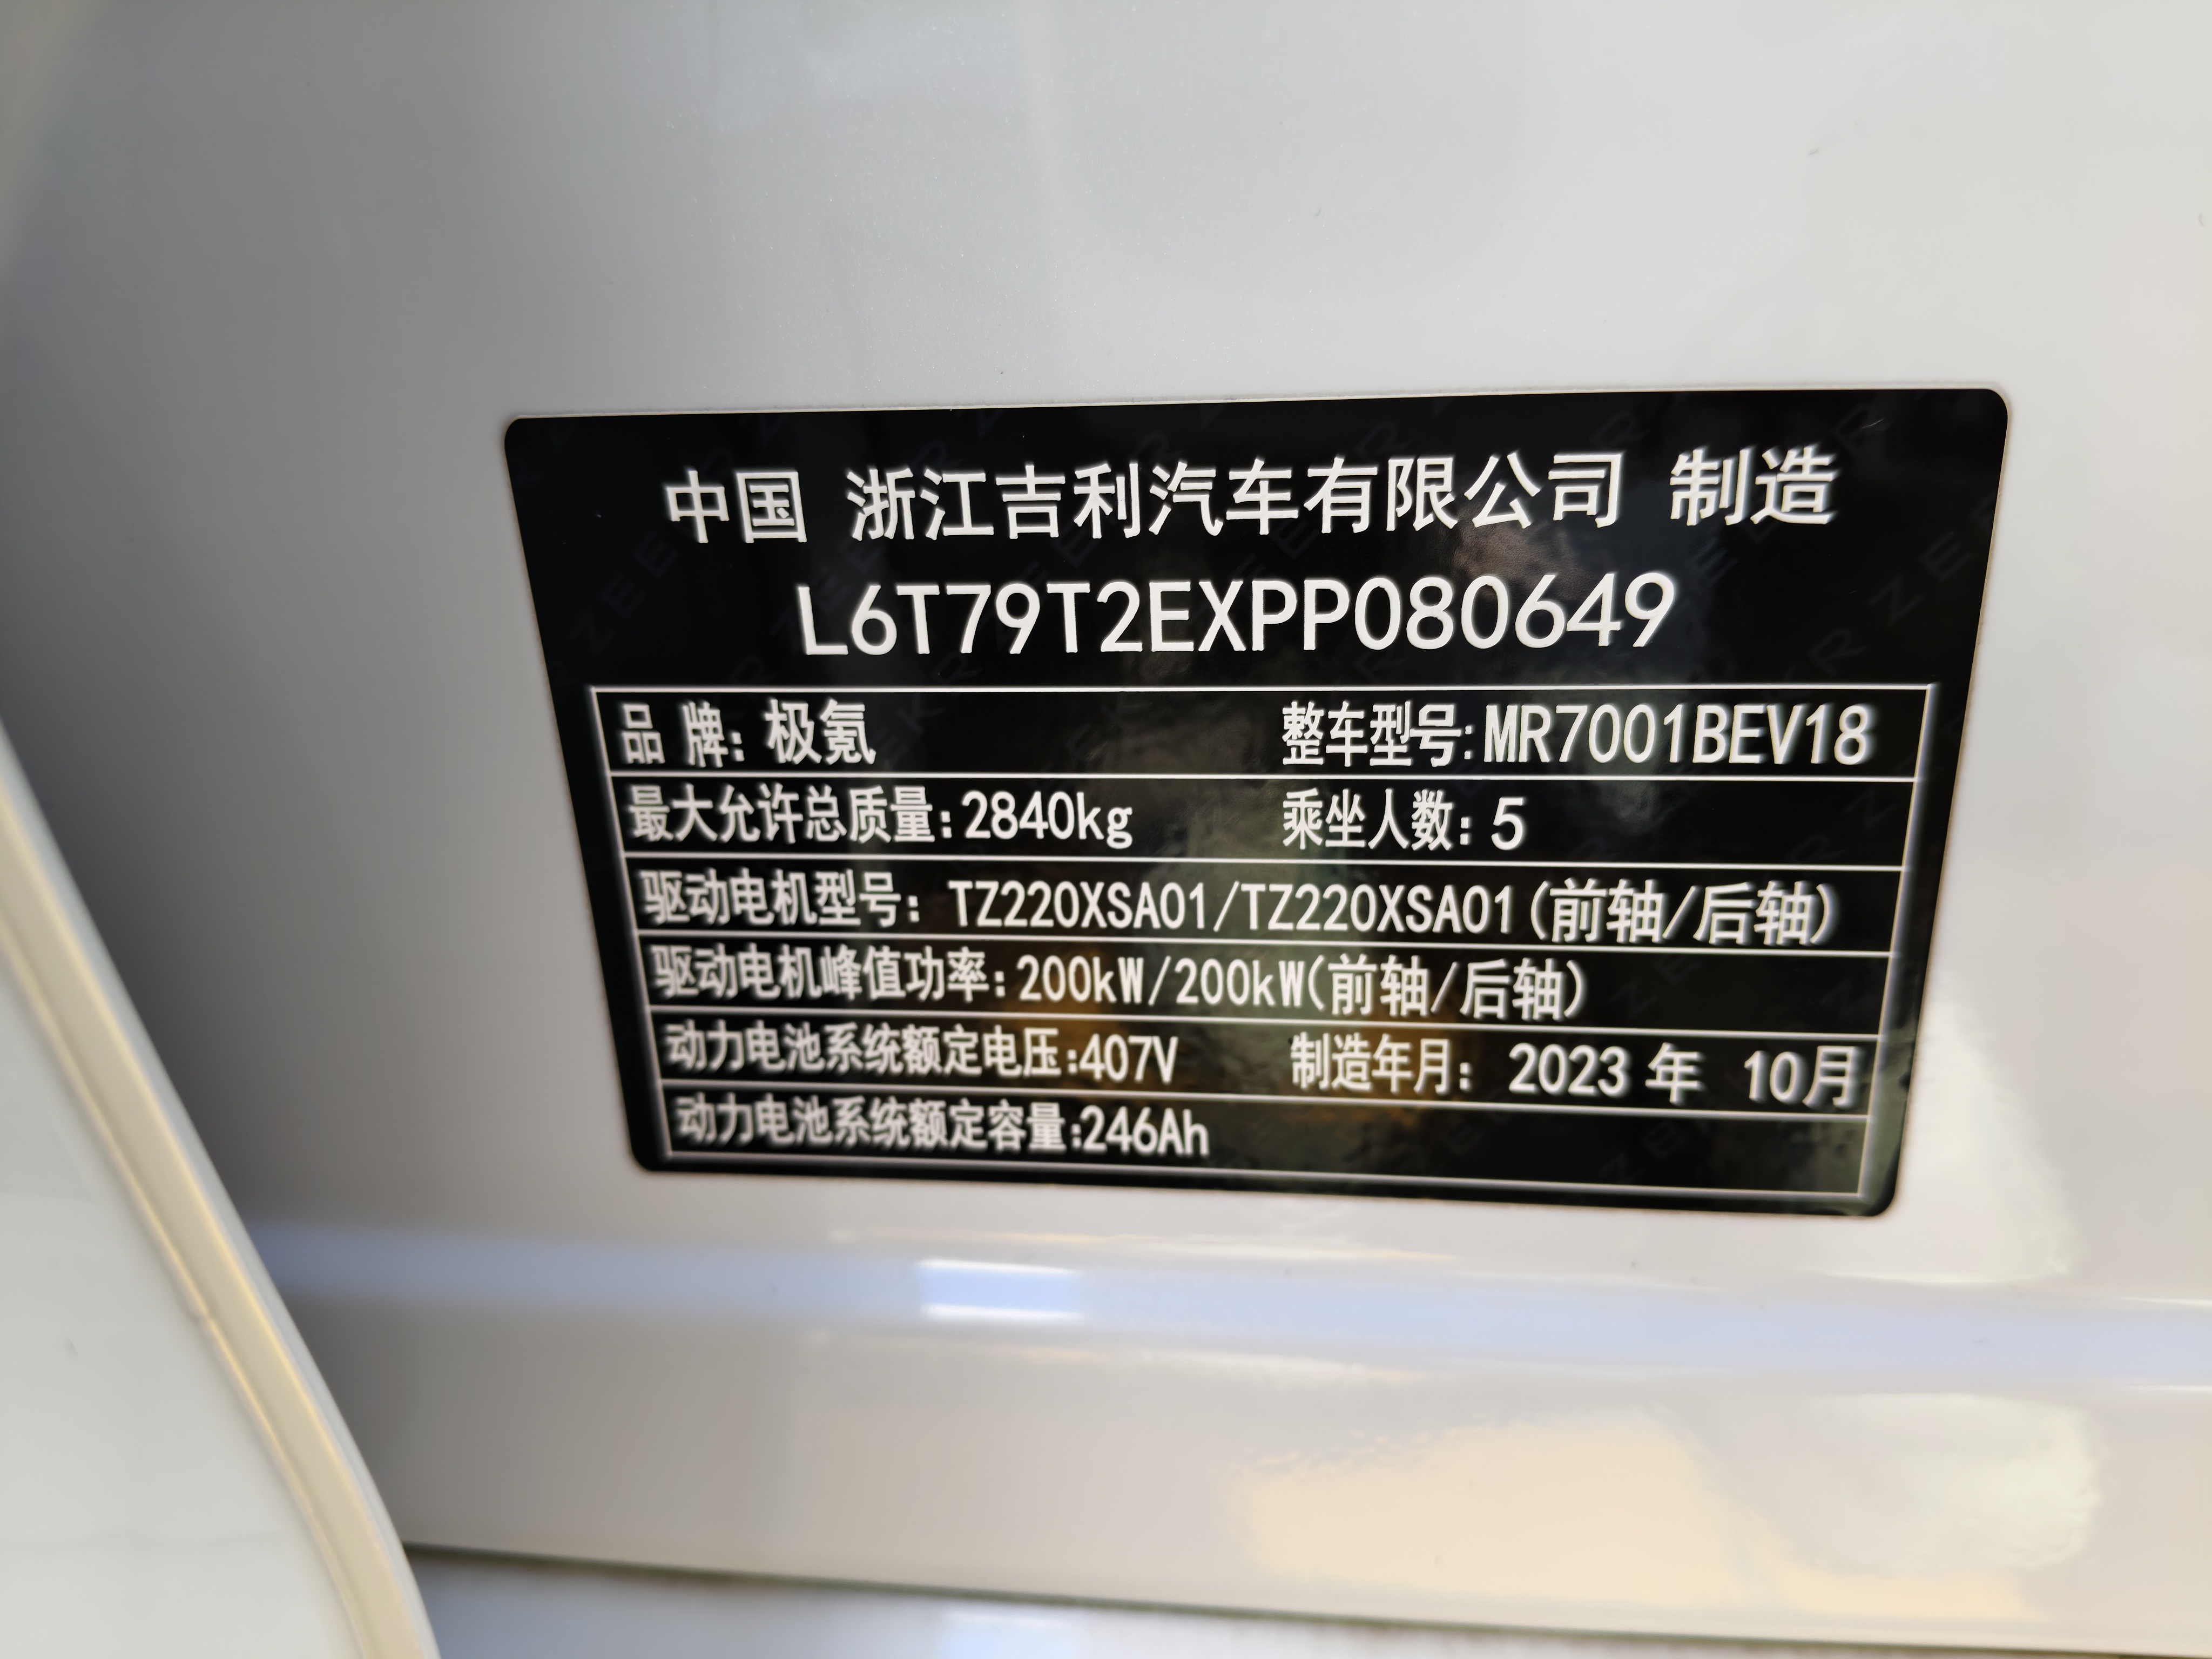 中国 浙江吉利汽车有限公司 制造
L6T79T2EXPP080649
品 牌: 极氪 整车型号:MR7001BEV18
最大允许总质量:2840kg 乘坐人数: 5
驱动电机型号: TZ220XSA01/TZ220XSA01(前轴/后轴)
驱动电机峰值功率:200kW/200kW(前轴/后轴)
动力电池系统额定电压:407V 制造年月: 2023 年 10月
动力电池系统额定容量:246Ah